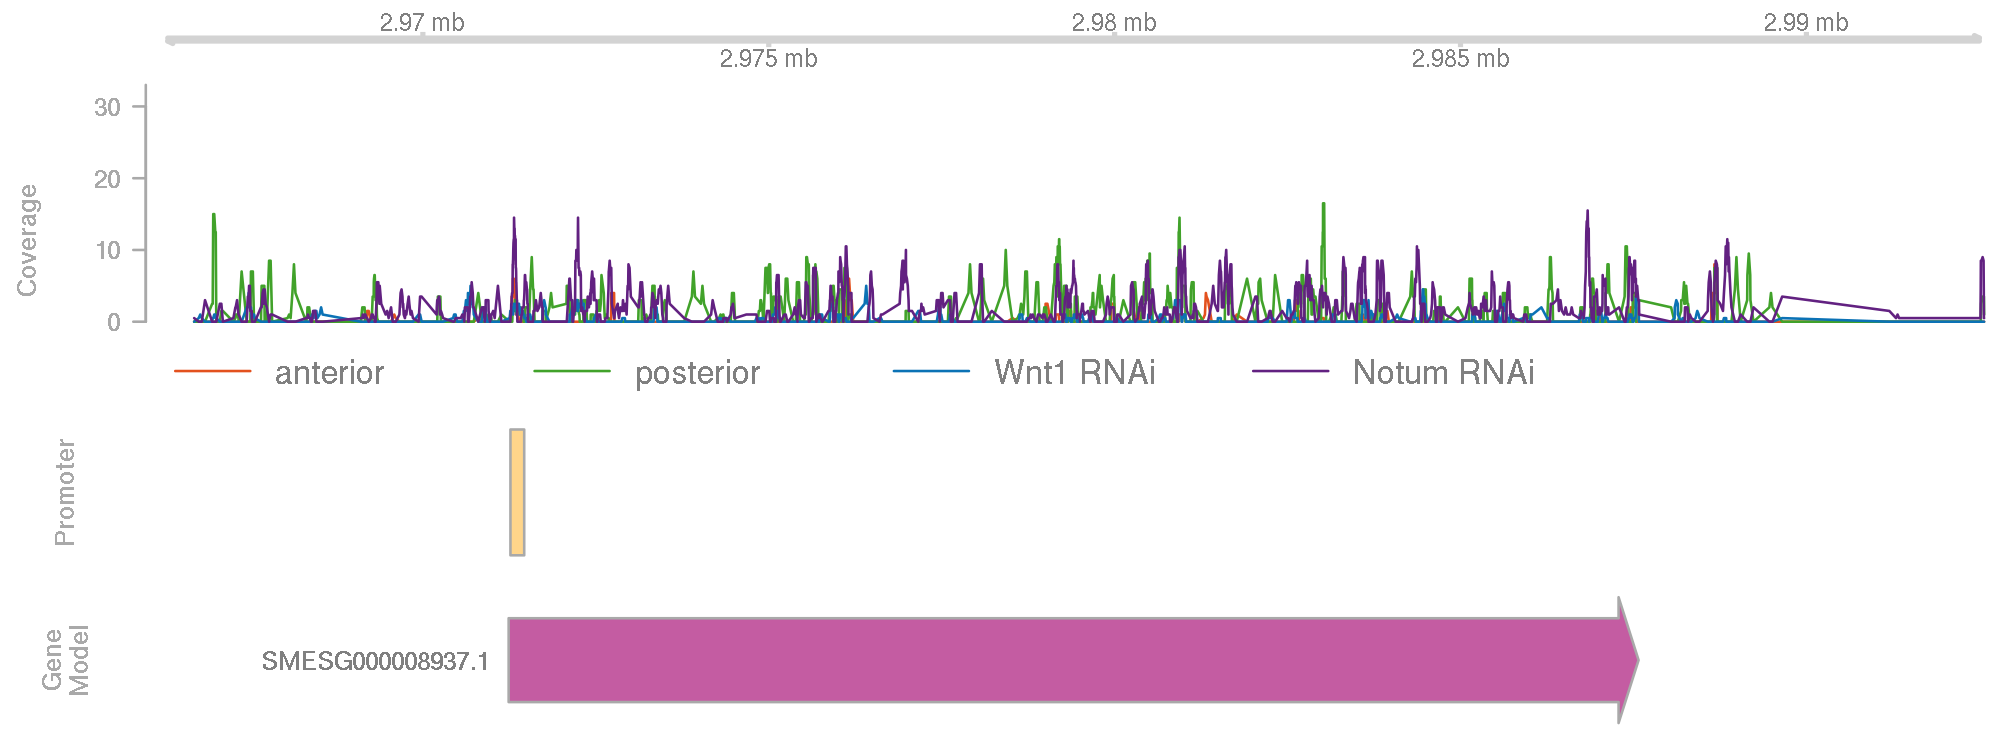 2.97 mb
2.98 mb
2.99 mb
2.975 mb
2.985 mb
Coverage
30
20
10
0
anterior
posterior
Wnt1 RNAi
Notum RNAi
Promoter
0
Gene
Model
SMESG000008937.1